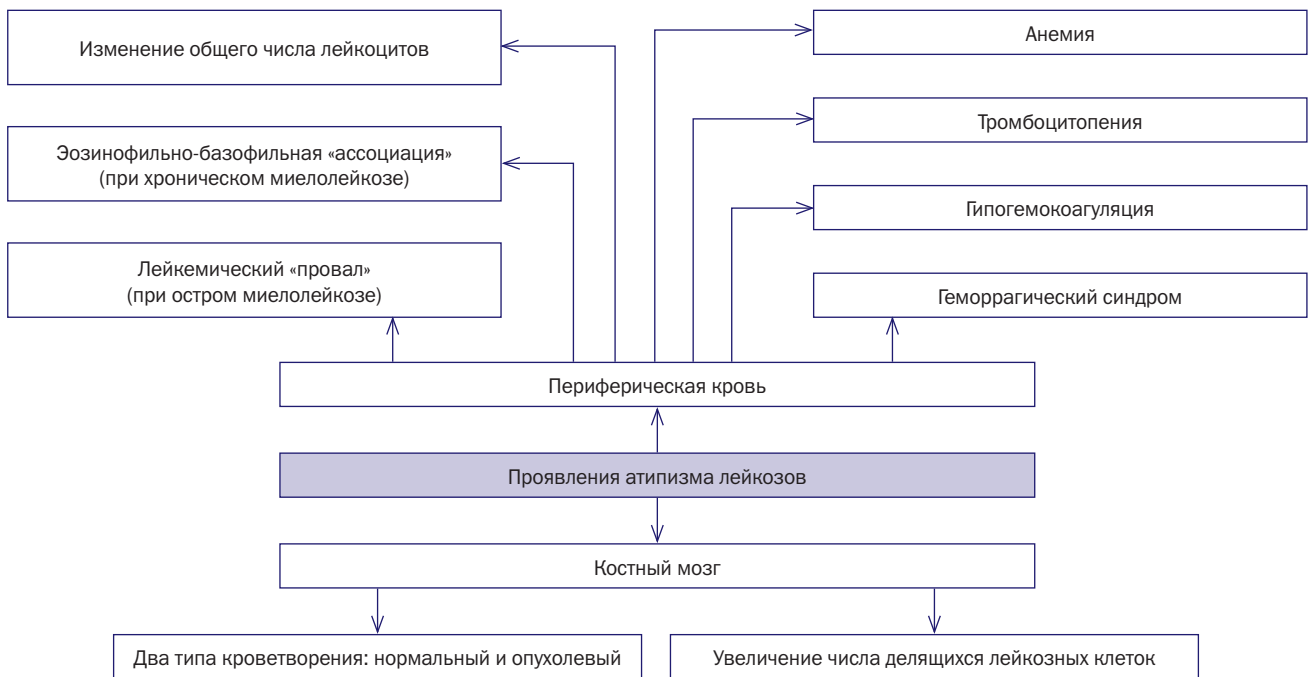 Изменение общего числа лейкоцитов
Анемия
Тромбоцитопения
Эозинофильно-базофильная «ассоциация»
(при хроническом миелолейкозе)
Гипогемокоагуляция
Лейкемический «провал»
(при остром миелолейкозе)
Геморрагический синдром
Периферическая кровь
Проявления атипизма лейкозов
Костный мозг
Два типа кроветворения: нормальный и опухолевый
Увеличение числа делящихся лейкозных клеток